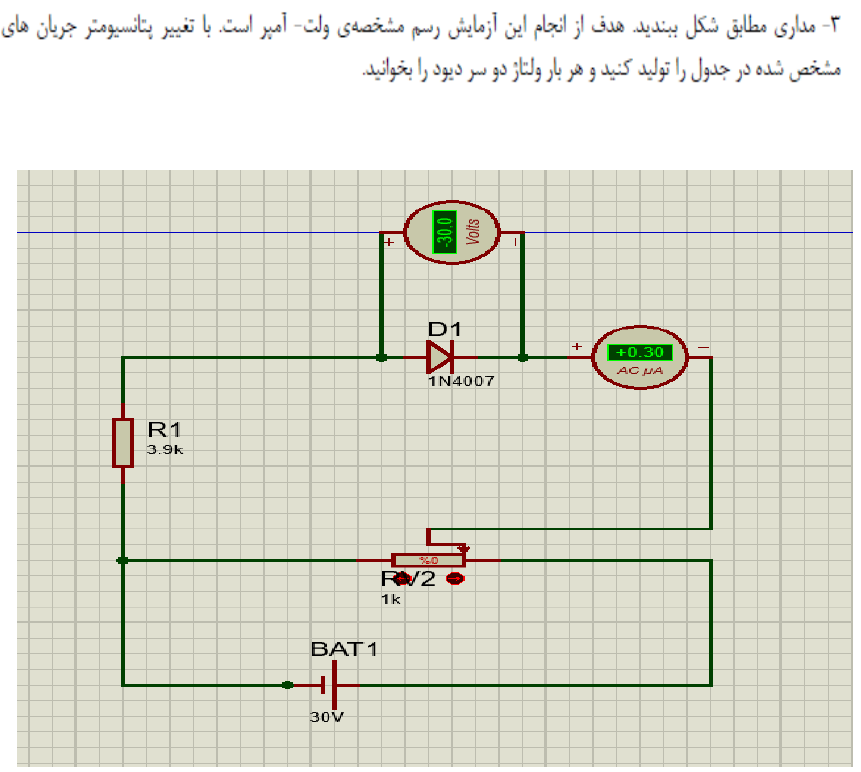 ۳- مداری مطابق شکل ببندید. هدف از انجام این آزمایش رسم مشخصه‌ی ولت- آمپر است. با تغییر پتانسیومتر جریان های
مشخص شده در جدول را تولید کنید و هر بار ولتاژ دو سر دیود را بخوانید.
-30.0
Volts
+
D1
1N4007
+
+0.30
AC µA
R1
3.9k
RV2
1k
BAT1
30V